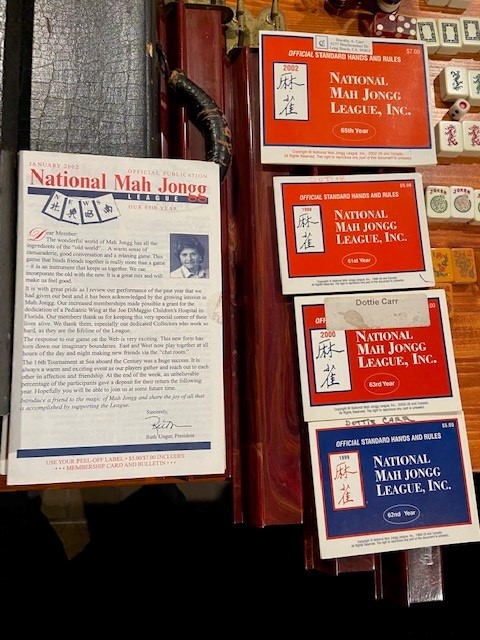 JANUARY 2002
OFFICIAL PUBLICATION
National Mah Jongg
LEAGUE
OUR 65TH YEAR
NEWS
Dear Member:
The wonderful world of Mah Jongg has all the
ingredients of the "old world"... A warm sense of
camaraderie, good conversation and a relaxing game. This
game that binds friends together is really more than a game
- it is an instrument that keeps us together. We can
incorporate the old with the new. It is a great life and will
make us feel good.
It is with great pride as I review our performance of the past year that we
had given our best and it has been acknowledged by the growing interest in
Mah Jongg. Our increased memberships made possible a grant for the
dedication of a Pediatric Wing at the Joe DiMaggio Children's Hospital in
Florida. Our members thank us for keeping this very special corner of their
lives alive. We thank them, especially our dedicated Collectors who work so
hard, as they are the lifeline of the League.
The response to our game on the Web is very exciting. This new form has
torn down our imaginary boundaries. East and West now play together at all
hours of the day and night making new friends via the "chat rooms."
The 16th Tournament at Sea aboard the Century was a huge success. It is
always a warm and exciting event as our players gather and reach out to each
other in affection and friendship. At the end of the week, an unbelievable
percentage of the participants gave a deposit for their return the following
year. Hopefully you will be able to join us at some future time.
Introduce a friend to the magic of Mah Jongg and share the joy of all that
is accomplished by supporting the League.
Sincerely,
Ruth
Ruth Unger, President
USE YOUR PEEL-OFF LABEL • $6.00/$7.00 INCLUDES
• • • MEMBERSHIP CARD AND BULLETIN • • •
Dorothy A. Carr
$7.00
OFFICIAL STANDARD HANDS AND RULES
2002
麻
雀
NATIONAL
MAH JONGG
LEAGUE, INC.
65th Year
OFFICIAL STANDARD HANDS AND RULES
$5.00
1998
麻
雀
NATIONAL
MAH JONGG
LEAGUE, INC.
61st Year
Dottie Carr
2000
麻
雀
NATIONAL
MAH JONGG
LEAGUE, INC.
63rd Year
DOTTIE CARR
$5.00
OFFICIAL STANDARD HANDS AND RULES
1999
麻
雀
NATIONAL
MAH JONGG
LEAGUE, INC.
62nd Year
JOKER
JOKER